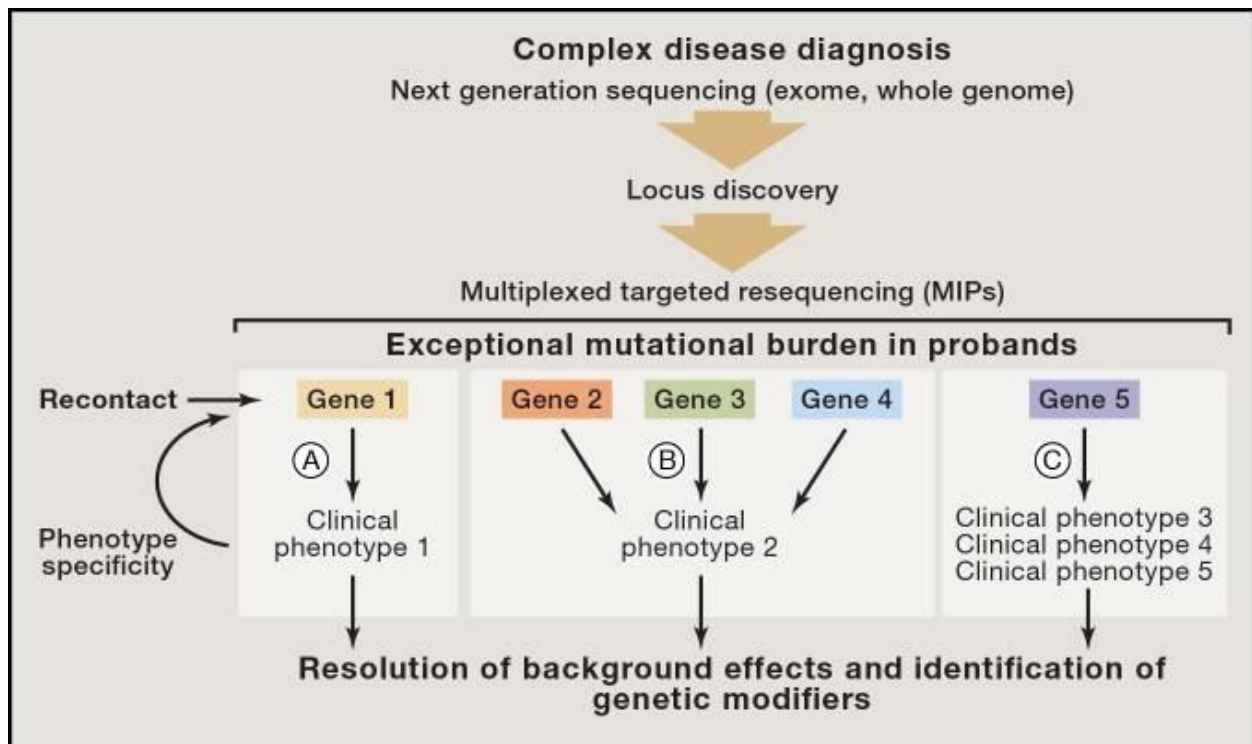 Complex disease diagnosis
Next generation sequencing (exome, whole genome)
Locus discovery
Multiplexed targeted resequencing (MIPs)
Exceptional mutational burden in probands
Recontact
Gene 1
Gene 2
Gene 3
Gene 4
Gene 5
A
B
C
Phenotype
specificity
Clinical
phenotype 1
Clinical
phenotype 2
Clinical phenotype 3
Clinical phenotype 4
Clinical phenotype 5
Resolution of background effects and identification of
genetic modifiers